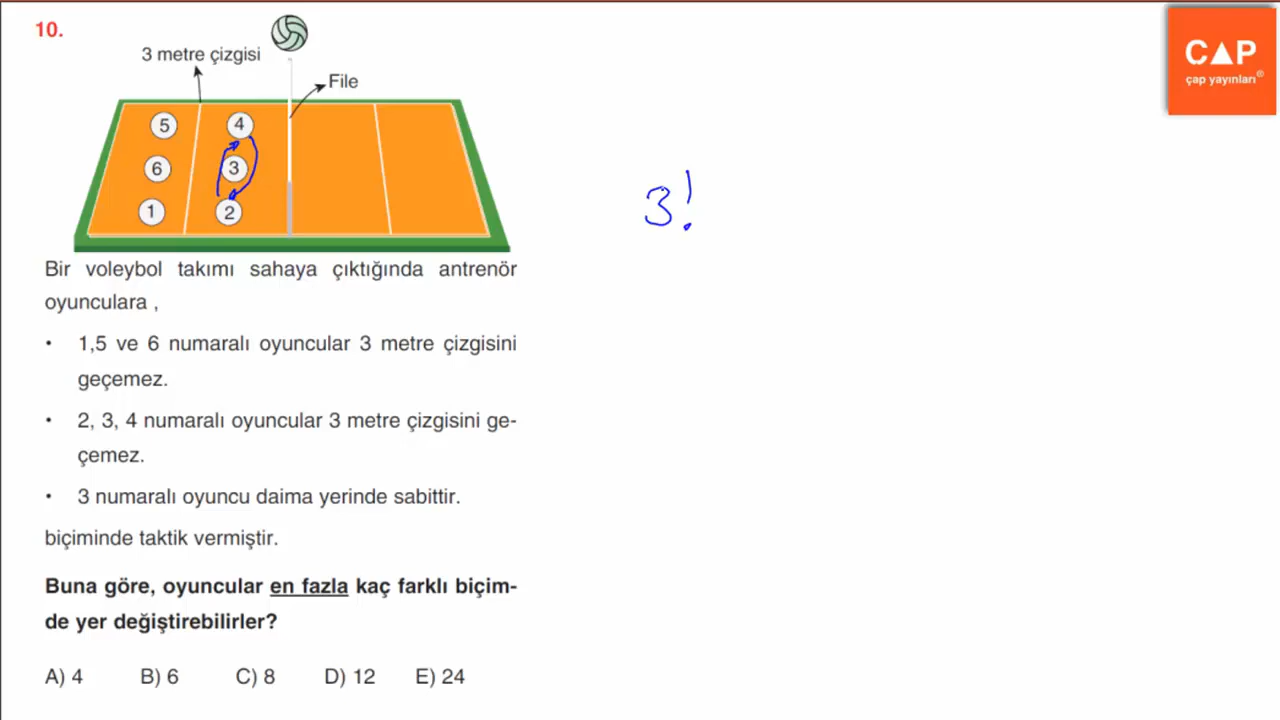 10.
3 metre çizgisi
File
5 4
6 3
1 2
3!
ÇAP
çap yayınları®
Bir voleybol takımı sahaya çıktığında antrenör
oyunculara ,
• 1,5 ve 6 numaralı oyuncular 3 metre çizgisini
geçemez.
• 2, 3, 4 numaralı oyuncular 3 metre çizgisini ge-
çemez.
• 3 numaralı oyuncu daima yerinde sabittir.
biçiminde taktik vermiştir.
Buna göre, oyuncular en fazla kaç farklı biçim-
de yer değiştirebilirler?
A) 4 B) 6 C) 8 D) 12 E) 24